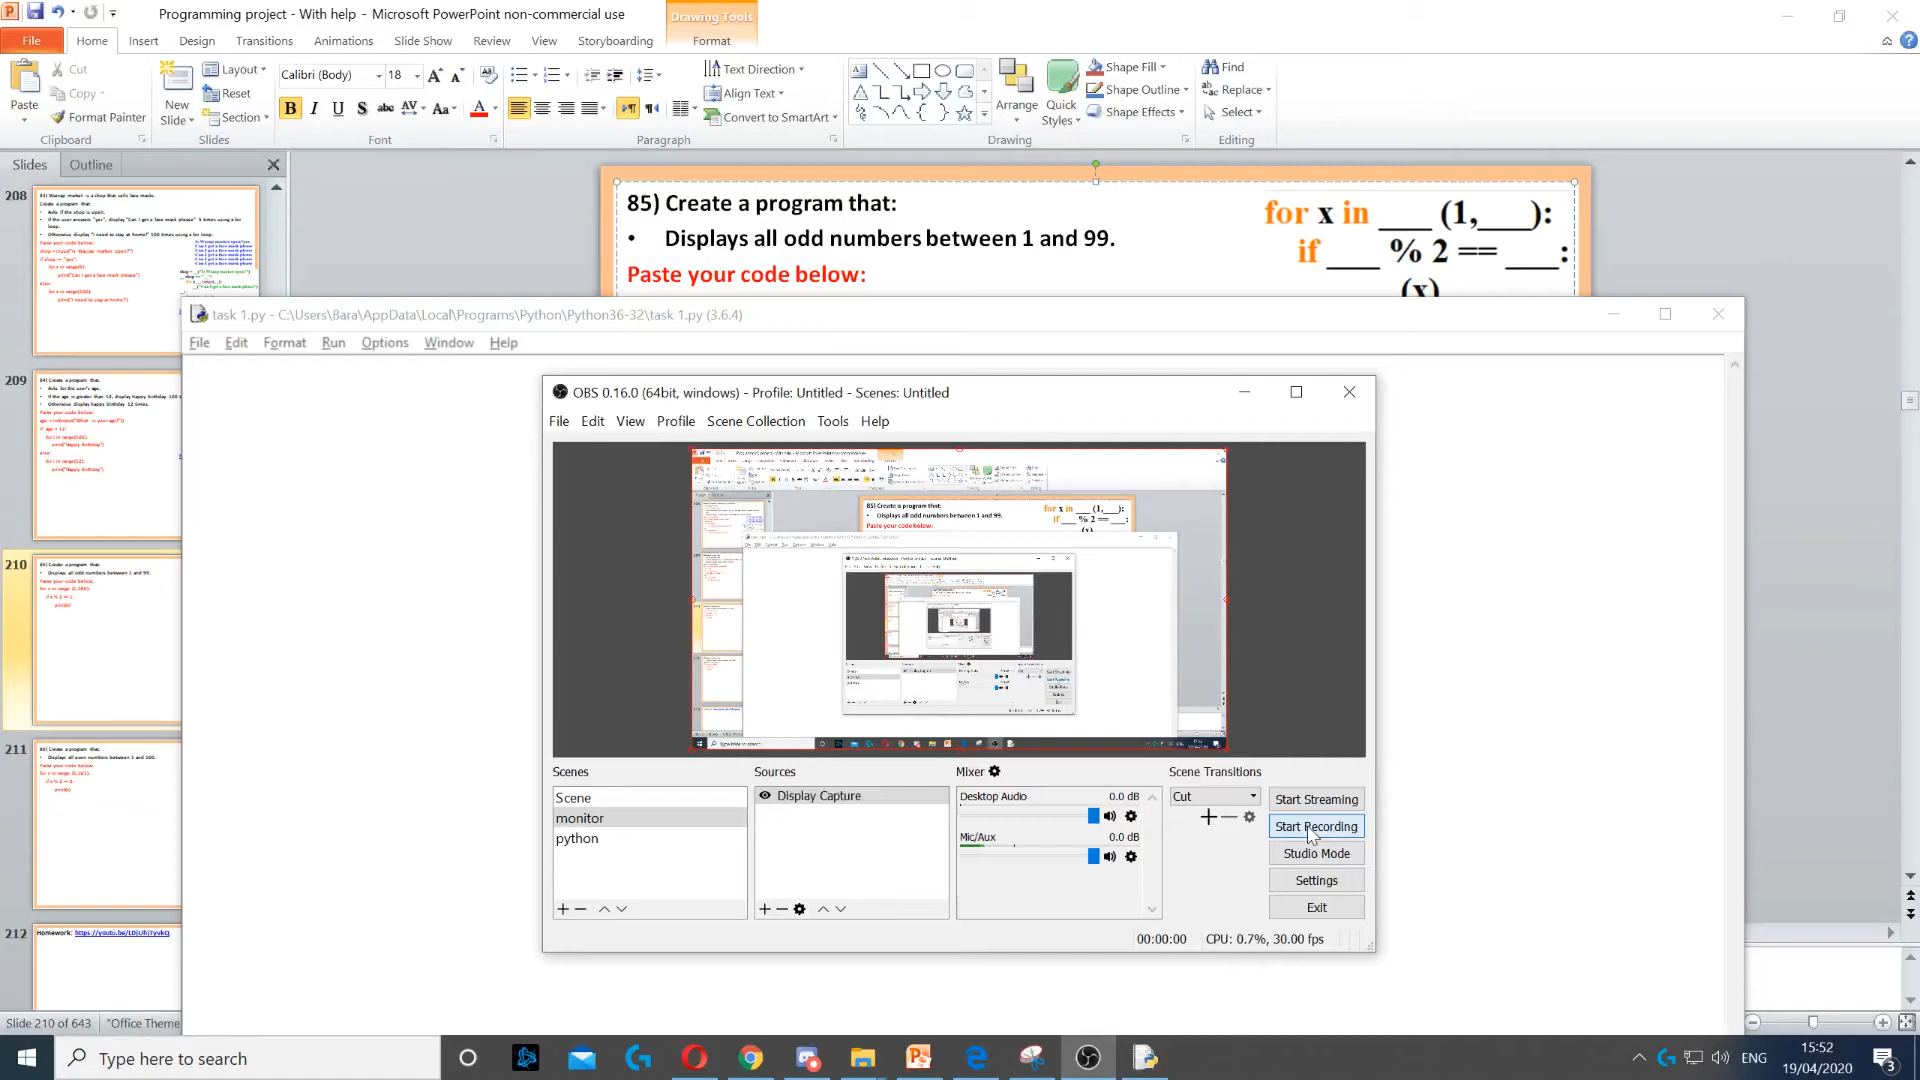 Programming project - With help - Microsoft PowerPoint non-commercial use
Drawing Tools
File Home Insert Design Transitions Animations Slide Show Review View Storyboarding Format
Paste
Cut
Copy
Format Painter
Clipboard
New Slide
Layout
Reset
Section
Slides
Calibri (Body) 18
Font
Paragraph
Text Direction
Align Text
Convert to SmartArt
Arrange
Quick Styles
Shape Fill
Shape Outline
Shape Effects
Drawing
Find
Replace
Select
Editing
Slides Outline
208
209
210
211
212
Homework: https://youtu.be/LDjUhj7yvkQ
85) Create a program that:
• Displays all odd numbers between 1 and 99.
Paste your code below:
for x in ___ (1,___):
if ___ % 2 == ___:
(x)
task 1.py - C:\Users\Bara\AppData\Local\Programs\Python\Python36-32\task 1.py (3.6.4)
File Edit Format Run Options Window Help
OBS 0.16.0 (64bit, windows) - Profile: Untitled - Scenes: Untitled
File Edit View Profile Scene Collection Tools Help
Scenes
Scene
monitor
python
Sources
Display Capture
Mixer
Desktop Audio 0.0 dB
Mic/Aux 0.0 dB
Scene Transitions
Cut
Start Streaming
Start Recording
Studio Mode
Settings
Exit
00:00:00 CPU: 0.7%, 30.00 fps
Slide 210 of 643 "Office Theme
Type here to search
ENG
15:52
19/04/2020
3